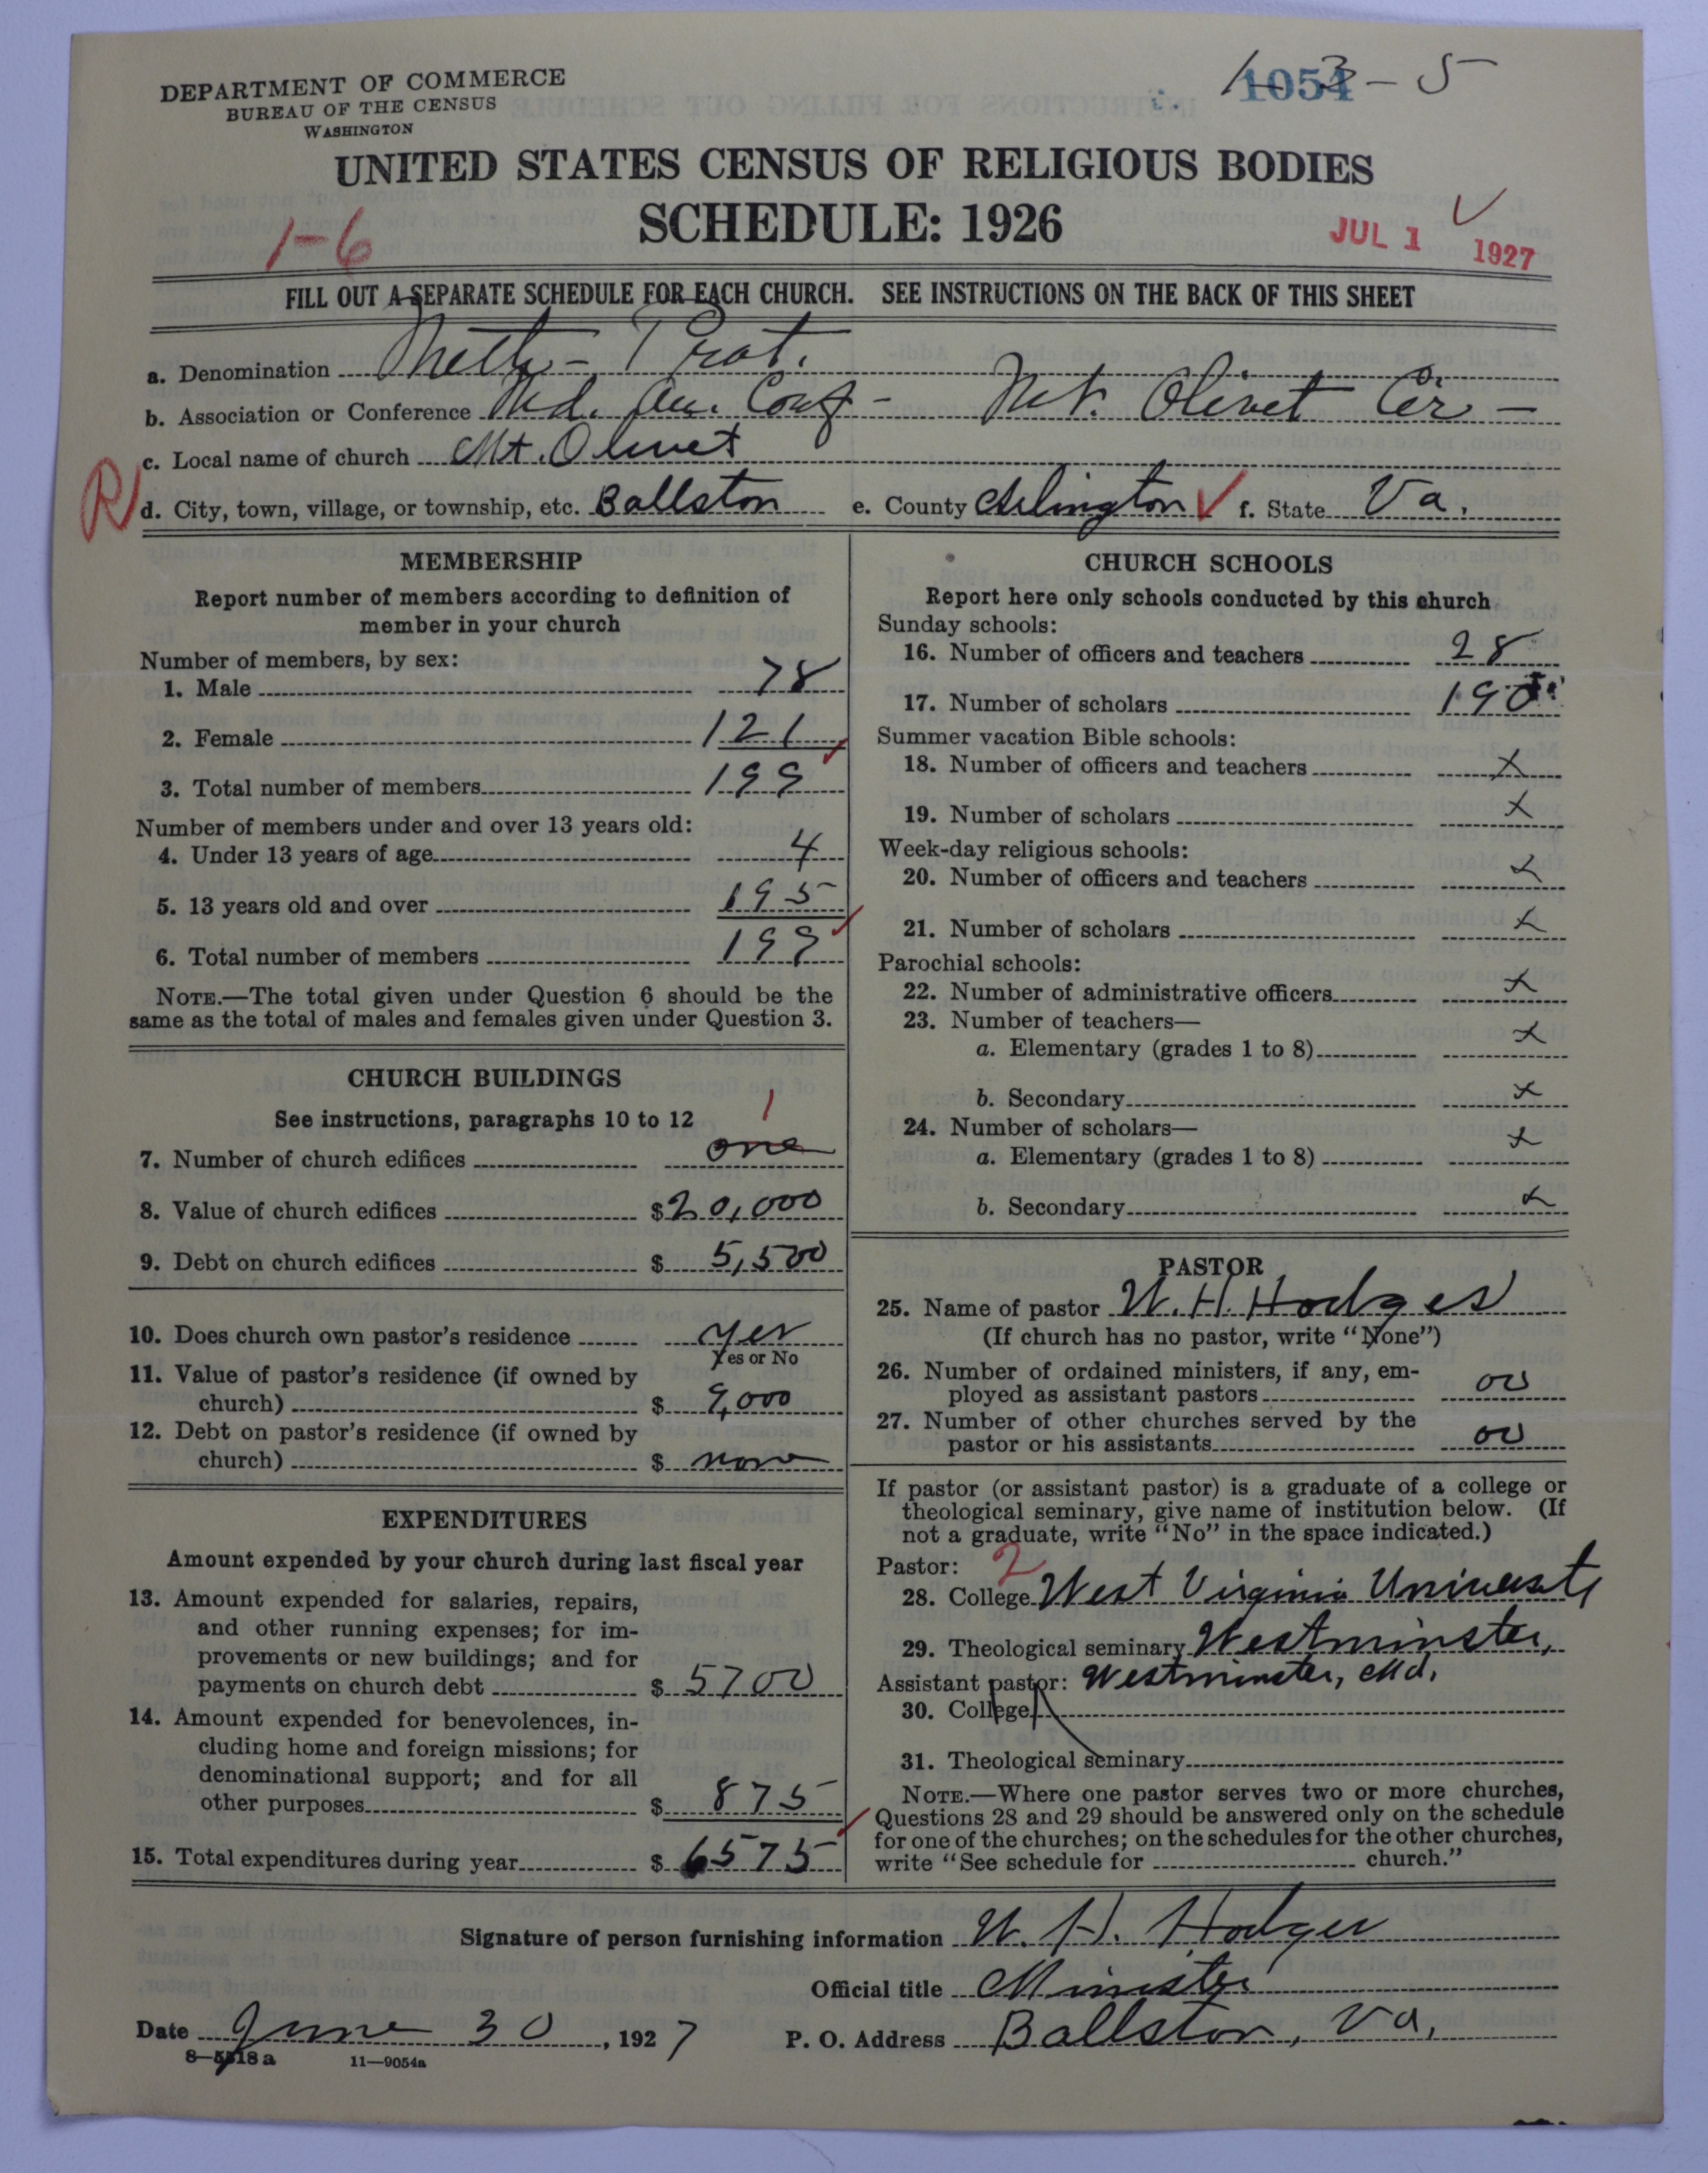 DEPARTMENT OF COMMERCE
BUREAU OF THE CENSUS
WASHINGTON
1054
1-3-5
UNITED STATES CENSUS OF RELIGIOUS BODIES
SCHEDULE: 1926
1-6
JUL 1 1927
FILL OUT A SEPARATE SCHEDULE FOR EACH CHURCH. SEE INSTRUCTIONS ON THE BACK OF THIS SHEET
a. Denomination Meth- Prot.
b. Association or Conference Md. An. Conf - Mt. Olivet Cir -
c. Local name of church Mt. Olivet
R
d. City, town, village, or township, etc. Ballston e. County Arlington f. State Va.
MEMBERSHIP
Report number of members according to definition of
member in your church
Number of members, by sex:
1. Male 78
2. Female 121
3. Total number of members 199
Number of members under and over 13 years old:
4. Under 13 years of age 4
5. 13 years old and over 195
6. Total number of members 199
NOTE.—The total given under Question 6 should be the
same as the total of males and females given under Question 3.
CHURCH BUILDINGS
See instructions, paragraphs 10 to 12
1
7. Number of church edifices one
8. Value of church edifices $20,000
9. Debt on church edifices $ 5,500
10. Does church own pastor's residence yes
Yes or No
11. Value of pastor's residence (if owned by
church) $ 9,000
12. Debt on pastor's residence (if owned by
church) $ none
EXPENDITURES
Amount expended by your church during last fiscal year
13. Amount expended for salaries, repairs,
and other running expenses; for im-
provements or new buildings; and for
payments on church debt $ 5700
14. Amount expended for benevolences, in-
cluding home and foreign missions; for
denominational support; and for all
other purposes $ 875
15. Total expenditures during year $ 6575
CHURCH SCHOOLS
Report here only schools conducted by this church
Sunday schools:
16. Number of officers and teachers 28
17. Number of scholars 190
Summer vacation Bible schools:
18. Number of officers and teachers x
19. Number of scholars x
Week-day religious schools:
20. Number of officers and teachers x
21. Number of scholars x
Parochial schools:
22. Number of administrative officers x
23. Number of teachers—
a. Elementary (grades 1 to 8) x
b. Secondary x
24. Number of scholars—
a. Elementary (grades 1 to 8) x
b. Secondary x
PASTOR
25. Name of pastor W. H. Hodges
(If church has no pastor, write "None")
26. Number of ordained ministers, if any, em-
ployed as assistant pastors oo
27. Number of other churches served by the
pastor or his assistants oo
If pastor (or assistant pastor) is a graduate of a college or
theological seminary, give name of institution below. (If
not a graduate, write "No" in the space indicated.)
Pastor: 2
28. College West Virginia University
29. Theological seminary Westminster,
Assistant pastor: Westminster, Md.
30. College
31. Theological seminary
NOTE.—Where one pastor serves two or more churches,
Questions 28 and 29 should be answered only on the schedule
for one of the churches; on the schedules for the other churches,
write "See schedule for church."
Signature of person furnishing information W. H. Hodges
Official title Minister
Date June 30, 1927 P. O. Address Ballston, Va.
8—5518 a 11—9054a